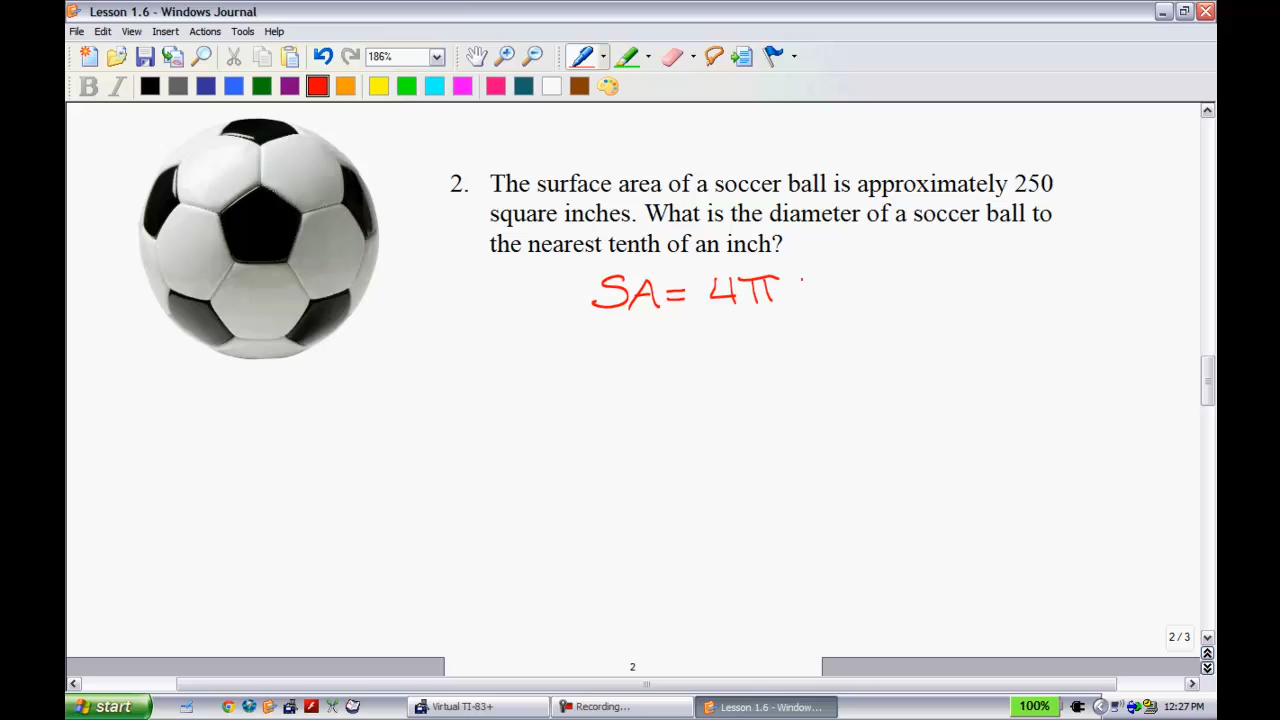 Lesson 1.6 - Windows Journal
File Edit View Insert Actions Tools Help
186%
B I
2. The surface area of a soccer ball is approximately 250
square inches. What is the diameter of a soccer ball to
the nearest tenth of an inch?
SA = 4π
2 / 3
2
start Virtual TI-83+ Recording... Lesson 1.6 - Window... 100% 12:27 PM